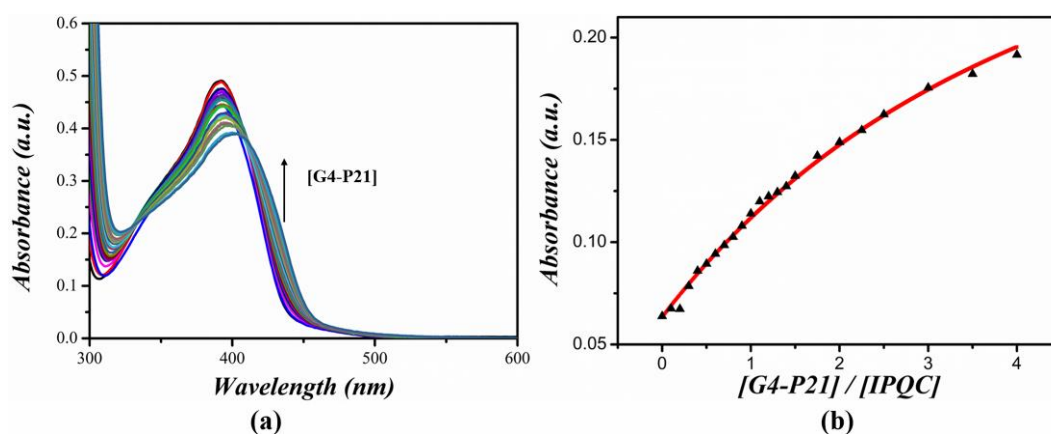 0.6
0.5
0.4
0.3
0.2
0.1
0.0
Absorbance (a.u.)
[G4-P21]
300
400
500
600
Wavelength (nm)
(a)
0.20
0.15
0.10
0.05
Absorbance (a.u.)
0
1
2
3
4
[G4-P21] / [IPQC]
(b)